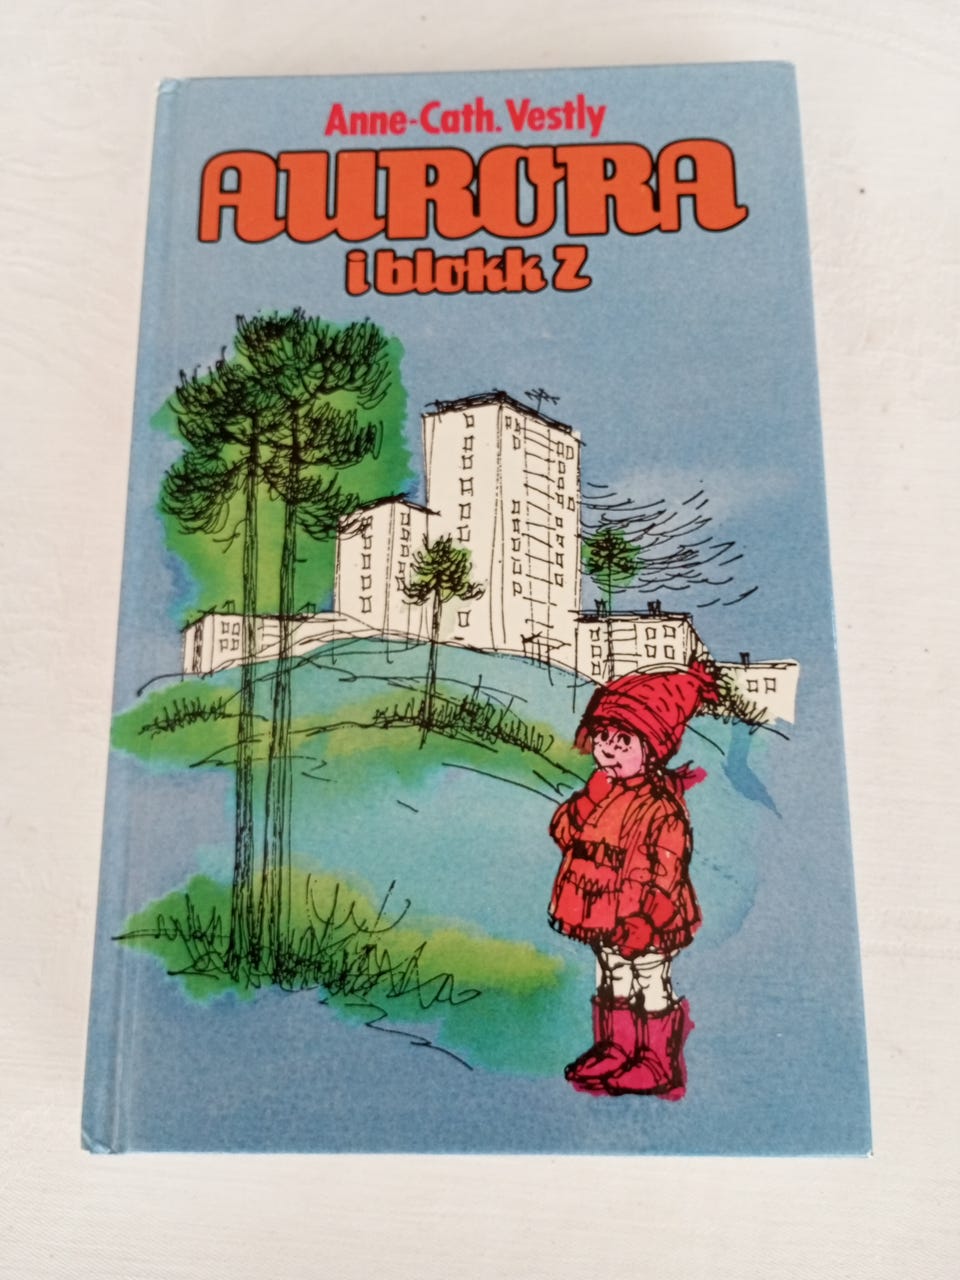 Anne-Cath. Vestly
AURORA
i blokk Z